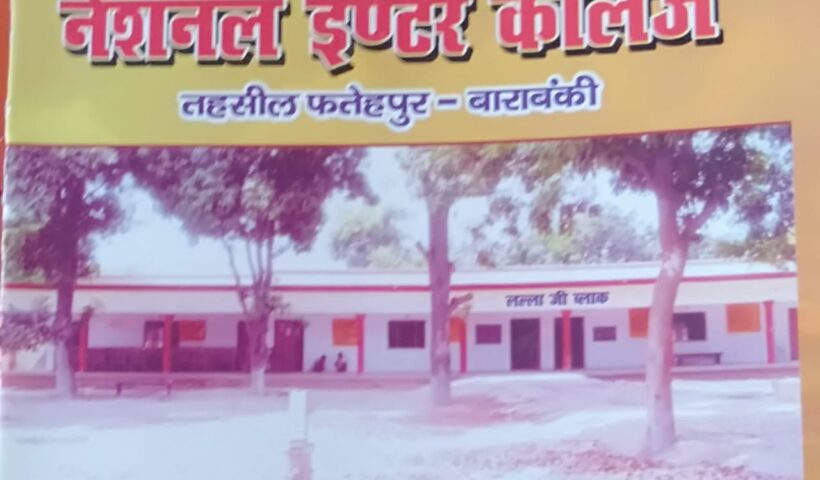 नेशनल इण्टर कालेज
तहसील फतेहपुर - बाराबंकी
लल्ला जी ब्लाक